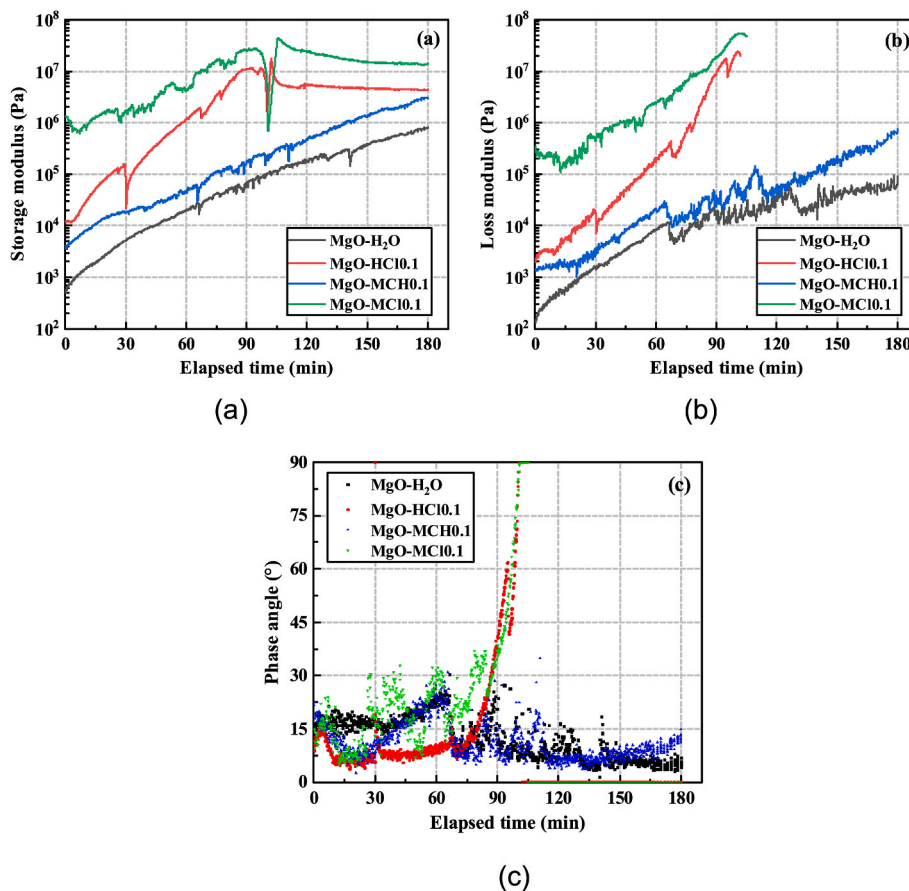 (a)
Storage modulus (Pa)
10⁸
10⁷
10⁶
10⁵
10⁴
10³
10²
MgO-H₂O
MgO-HCl0.1
MgO-MCH0.1
MgO-MCl0.1
0 30 60 90 120 150 180
Elapsed time (min)
(a)
(b)
Loss modulus (Pa)
10⁸
10⁷
10⁶
10⁵
10⁴
10³
10²
MgO-H₂O
MgO-HCl0.1
MgO-MCH0.1
MgO-MCl0.1
0 30 60 90 120 150 180
Elapsed time (min)
(b)
(c)
Phase angle (°)
90
75
60
45
30
15
0
MgO-H₂O
MgO-HCl0.1
MgO-MCH0.1
MgO-MCl0.1
0 30 60 90 120 150 180
Elapsed time (min)
(c)